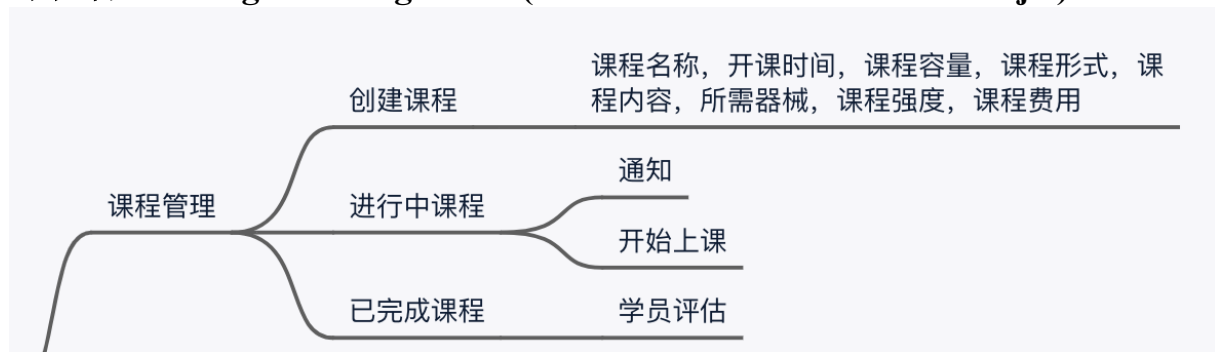 课程名称，开课时间，课程容量，课程形式，课
程内容，所需器械，课程强度，课程费用
创建课程
通知
课程管理
进行中课程
开始上课
已完成课程
学员评估